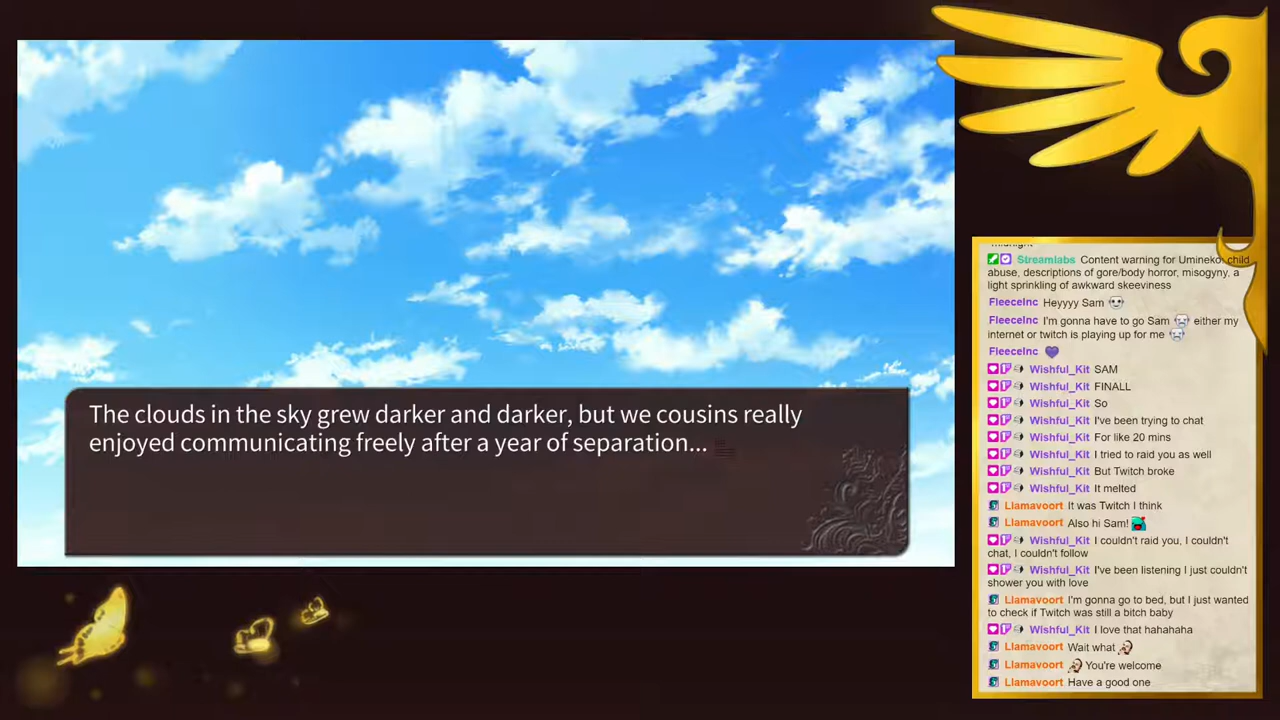 The clouds in the sky grew darker and darker, but we cousins really
enjoyed communicating freely after a year of separation...
midnight
Streamlabs Content warning for Umineko: child
abuse, descriptions of gore/body horror, misogyny, a
light sprinkling of awkward skeeviness
FleeceInc Heyyyy Sam
FleeceInc I'm gonna have to go Sam either my
internet or twitch is playing up for me
FleeceInc
Wishful_Kit SAM
Wishful_Kit FINALL
Wishful_Kit So
Wishful_Kit I've been trying to chat
Wishful_Kit For like 20 mins
Wishful_Kit I tried to raid you as well
Wishful_Kit But Twitch broke
Wishful_Kit It melted
Llamavoort It was Twitch I think
Llamavoort Also hi Sam!
Wishful_Kit I couldn't raid you, I couldn't
chat, I couldn't follow
Wishful_Kit I've been listening I just couldn't
shower you with love
Llamavoort I'm gonna go to bed, but I just wanted
to check if Twitch was still a bitch baby
Wishful_Kit I love that hahahaha
Llamavoort Wait what
Llamavoort You're welcome
Llamavoort Have a good one